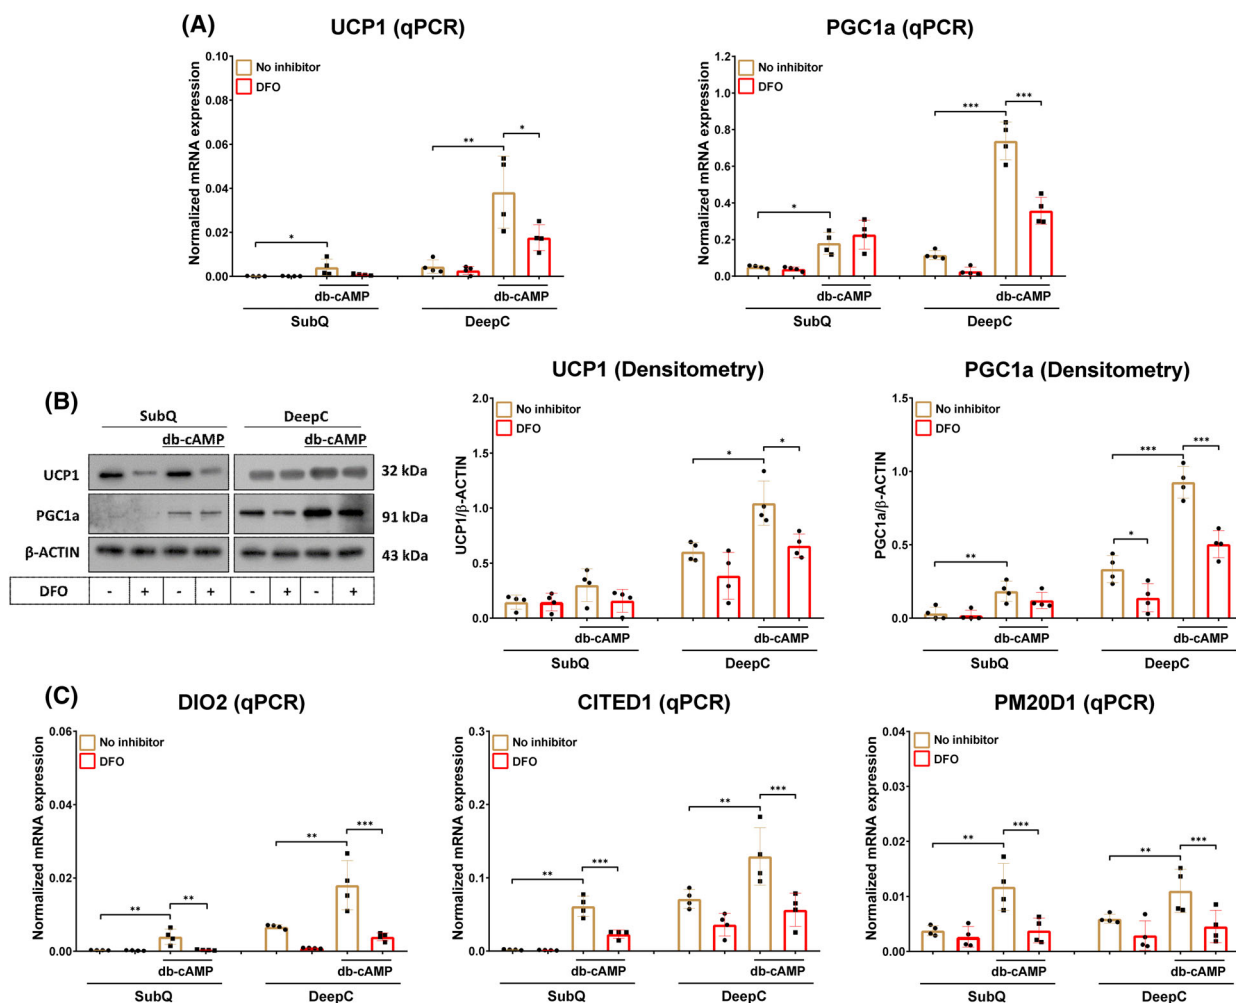 (A)
UCP1 (qPCR)
Normalized mRNA expression
0.10
0.08
0.06
0.04
0.02
0.00
No inhibitor
DFO
*
**
*
db-cAMP
db-cAMP
SubQ
DeepC
PGC1a (qPCR)
Normalized mRNA expression
1.2
1.0
0.8
0.6
0.4
0.2
0.0
No inhibitor
DFO
*
***
***
db-cAMP
db-cAMP
SubQ
DeepC
(B)
SubQ
DeepC
db-cAMP
db-cAMP
UCP1
32 kDa
PGC1a
91 kDa
β-ACTIN
43 kDa
DFO - + - + - + - +
UCP1 (Densitometry)
UCP1/β-ACTIN
2.0
1.5
1.0
0.5
0.0
No inhibitor
DFO
*
*
db-cAMP
db-cAMP
SubQ
DeepC
PGC1a (Densitometry)
PGC1a/β-ACTIN
1.5
1.0
0.5
0.0
No inhibitor
DFO
**
*
***
***
db-cAMP
db-cAMP
SubQ
DeepC
(C)
DIO2 (qPCR)
Normalized mRNA expression
0.06
0.04
0.02
0.00
No inhibitor
DFO
**
**
**
***
db-cAMP
db-cAMP
SubQ
DeepC
CITED1 (qPCR)
Normalized mRNA expression
0.3
0.2
0.1
0.00
No inhibitor
DFO
**
***
**
***
db-cAMP
db-cAMP
SubQ
DeepC
PM20D1 (qPCR)
Normalized mRNA expression
0.04
0.03
0.02
0.01
0.00
No inhibitor
DFO
**
***
**
***
db-cAMP
db-cAMP
SubQ
DeepC